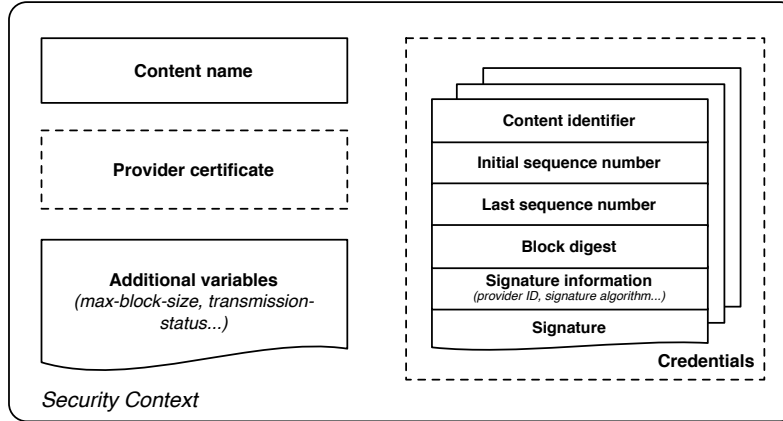 Content name
Provider certificate
Additional variables
(max-block-size, transmission-
status...)
Content identifier
Initial sequence number
Last sequence number
Block digest
Signature information
(provider ID, signature algorithm...)
Signature
Credentials
Security Context